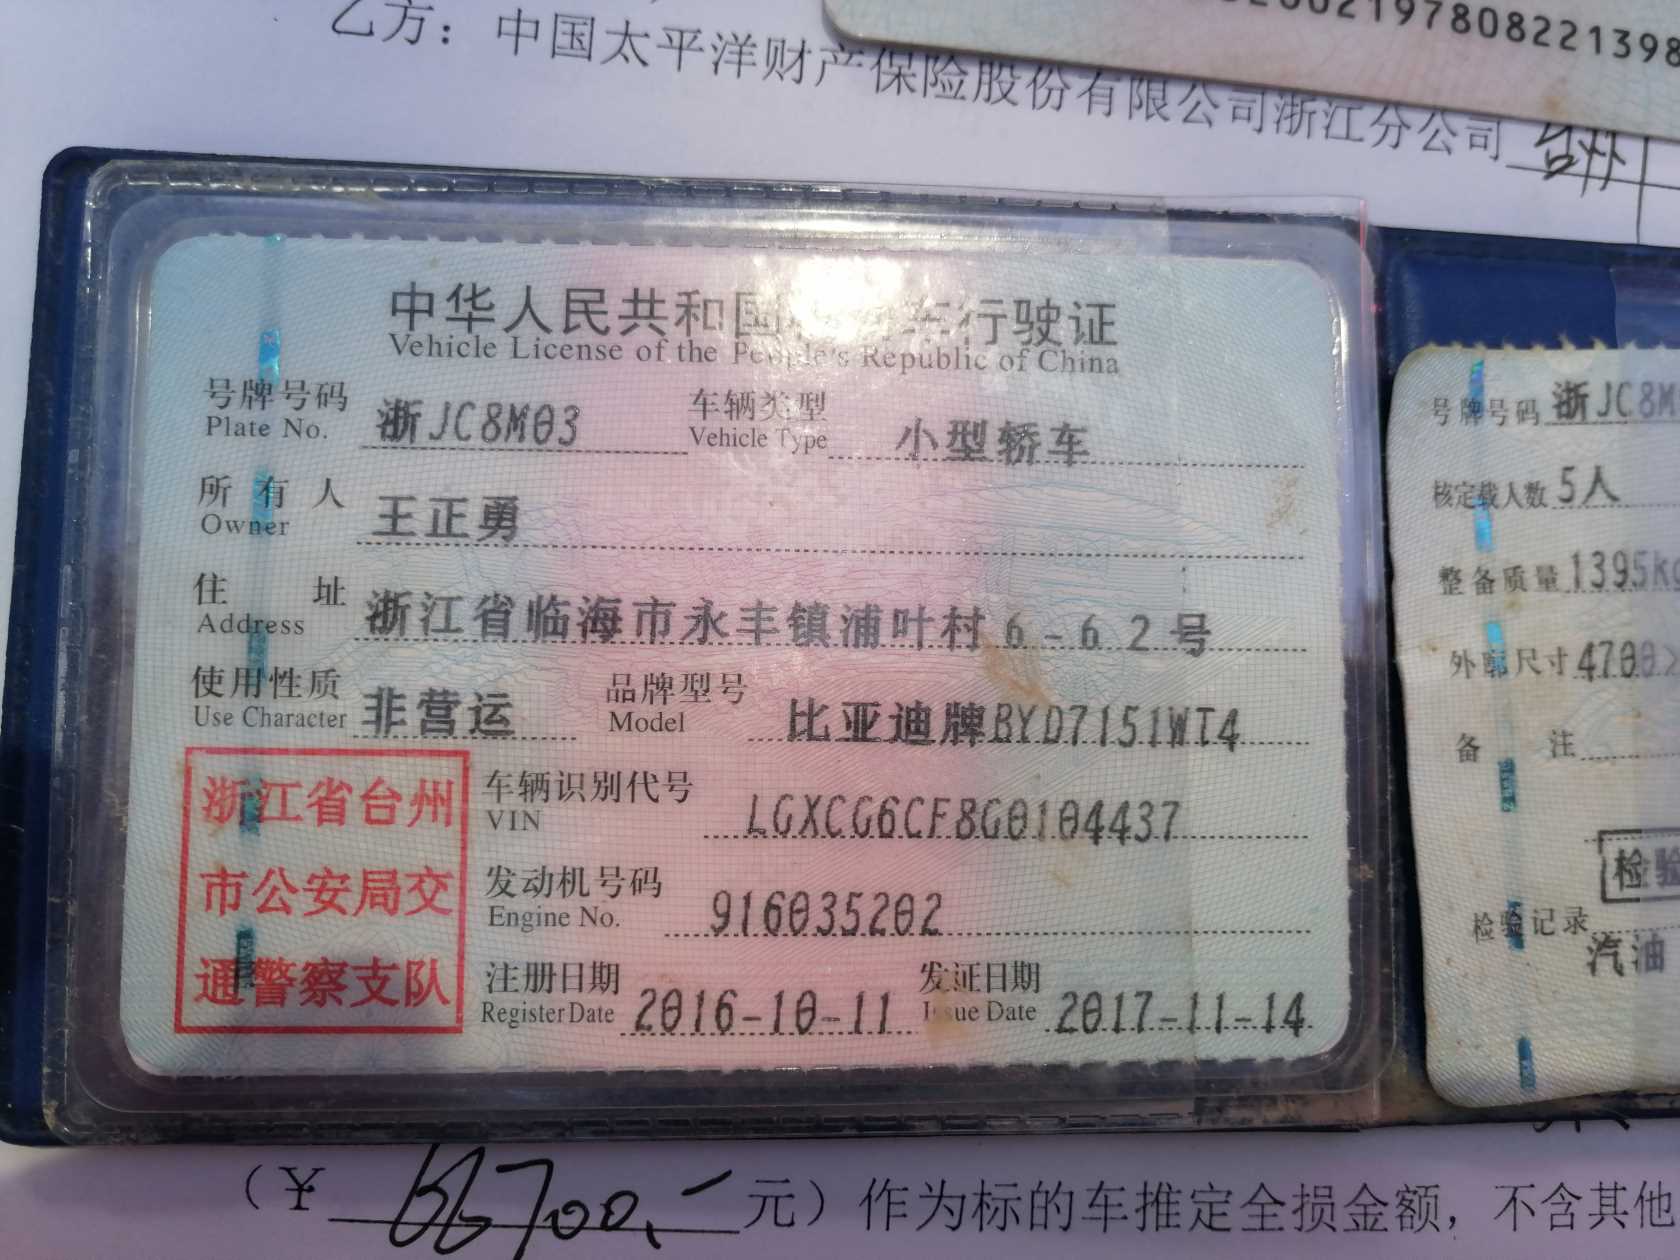 2197808221398
乙方：中国太平洋财产保险股份有限公司浙江分公司台州
中华人民共和国机动车行驶证
Vehicle License of the People's Republic of China
号牌号码 浙JC8M03 车辆类型 小型轿车
Plate No. Vehicle Type
所有人 王正勇
Owner
住址 浙江省临海市永丰镇浦叶村6-62号
Address
使用性质 非营运 品牌型号 比亚迪牌BYD7151WT4
Use Character Model
浙江省台州
市公安局交
通警察支队
车辆识别代号 LGXCG6CF8G0104437
VIN
发动机号码 916035202
Engine No.
注册日期 2016-10-11 发证日期 2017-11-14
Register Date Issue Date
号牌号码 浙JC8M
核定载人数 5人
整备质量 1395kg
外廓尺寸 4700×
备注
检验
检验记录
汽油
（¥ 66700.- 元）作为标的车推定全损金额，不含其他